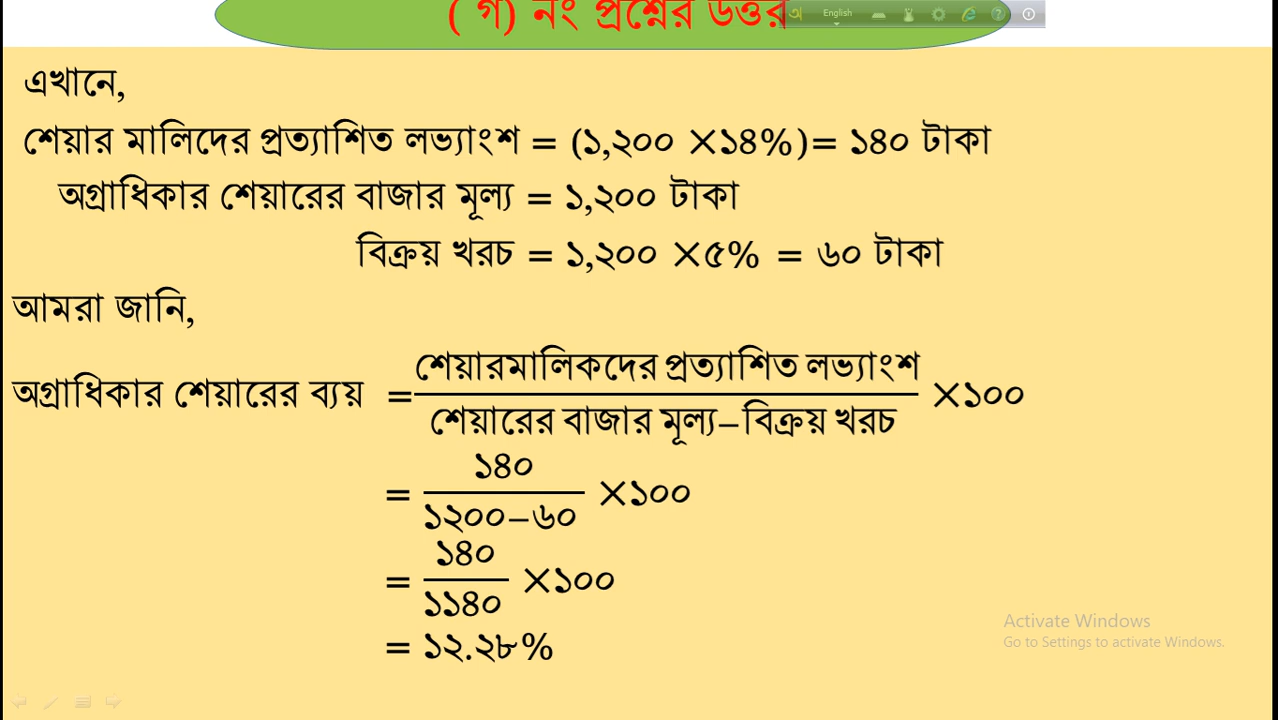 ( গ) নং প্রশ্নের উত্তর
অ English
এখানে,
শেয়ার মালিদের প্রত্যাশিত লভ্যাংশ = (১,২০০ ×১৪%)= ১৪০ টাকা
অগ্রাধিকার শেয়ারের বাজার মূল্য = ১,২০০ টাকা
বিক্রয় খরচ = ১,২০০ ×৫% = ৬০ টাকা
আমরা জানি,
শেয়ারমালিকদের প্রত্যাশিত লভ্যাংশ
অগ্রাধিকার শেয়ারের ব্যয় = ×১০০
শেয়ারের বাজার মূল্য–বিক্রয় খরচ
১৪০
= ×১০০
১২০০–৬০
১৪০
= ×১০০
১১৪০
Activate Windows
Go to Settings to activate Windows.
= ১২.২৮%